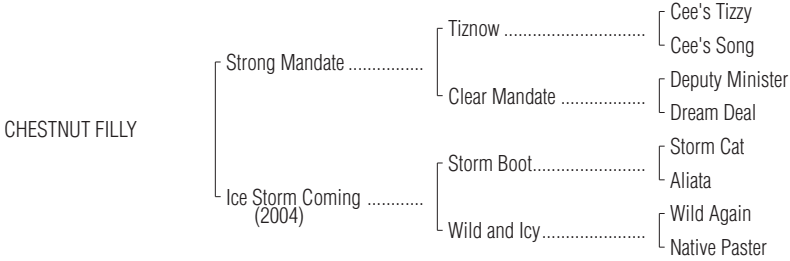 Cee's Tizzy
Tiznow ..............................
Cee's Song
Strong Mandate ................
Deputy Minister
Clear Mandate ..................
Dream Deal
CHESTNUT FILLY
Storm Cat
Storm Boot........................
Aliata
Ice Storm Coming ............
(2004)
Wild Again
Wild and Icy......................
Native Paster